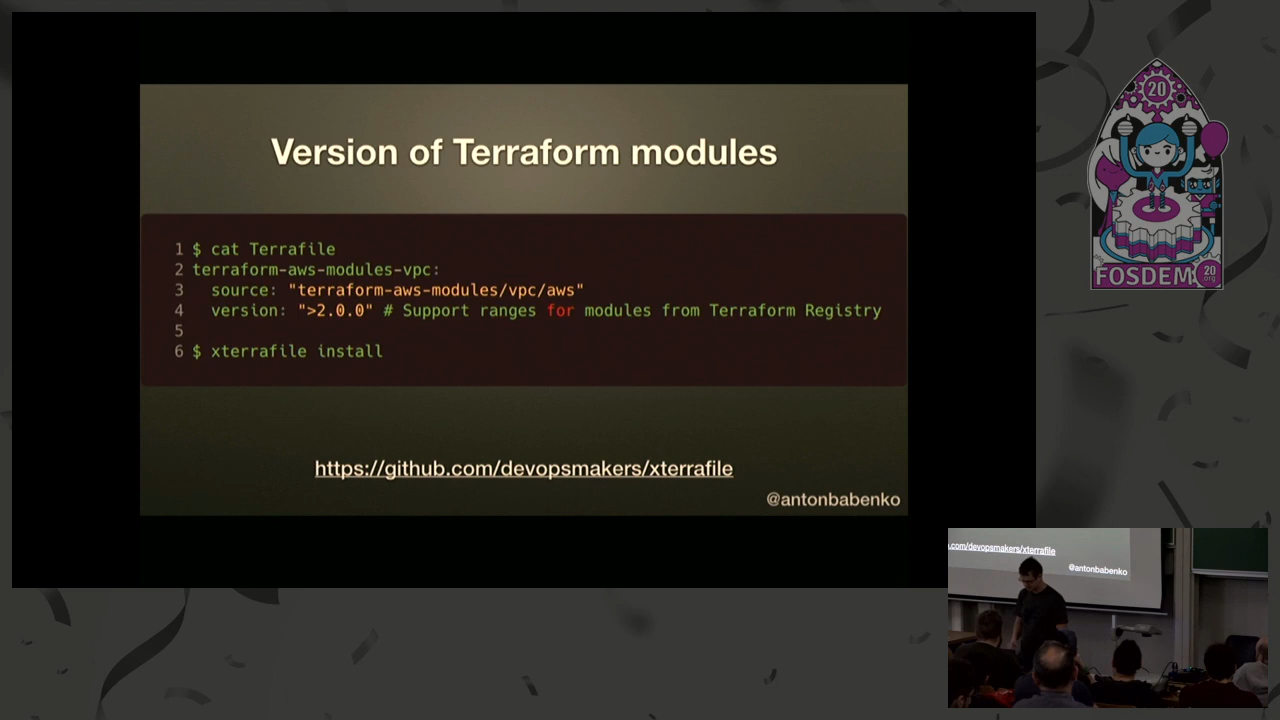 Version of Terraform modules
1 $ cat Terrafile
2 terraform-aws-modules-vpc:
3   source: "terraform-aws-modules/vpc/aws"
4   version: ">2.0.0" # Support ranges for modules from Terraform Registry
5
6 $ xterrafile install
https://github.com/devopsmakers/xterrafile
@antonbabenko
20
FOSDEM
20
.org
.com/devopsmakers/xterrafile
@antonbabenko